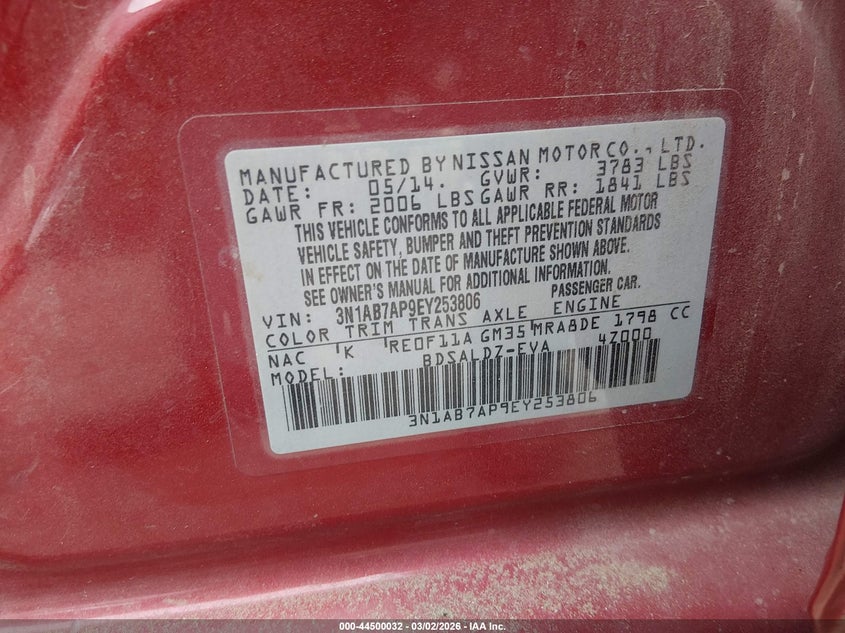 MANUFACTURED BY NISSAN MOTOR CO., LTD.
DATE: 05/14. GVWR: 3783 LBS
GAWR FR: 2006 LBS GAWR RR: 1841 LBS
THIS VEHICLE CONFORMS TO ALL APPLICABLE FEDERAL MOTOR
VEHICLE SAFETY, BUMPER AND THEFT PREVENTION STANDARDS
IN EFFECT ON THE DATE OF MANUFACTURE SHOWN ABOVE.
SEE OWNER'S MANUAL FOR ADDITIONAL INFORMATION.
VIN: 3N1AB7AP9EY253806 PASSENGER CAR.
COLOR TRIM TRANS AXLE ENGINE
NAC K RE0F11A GM35 MRA8DE 1798 CC
MODEL: BDSALDZ-EVA 4Z000
3N1AB7AP9EY253806
000-44500032 - 03/02/2026 - IAA Inc.